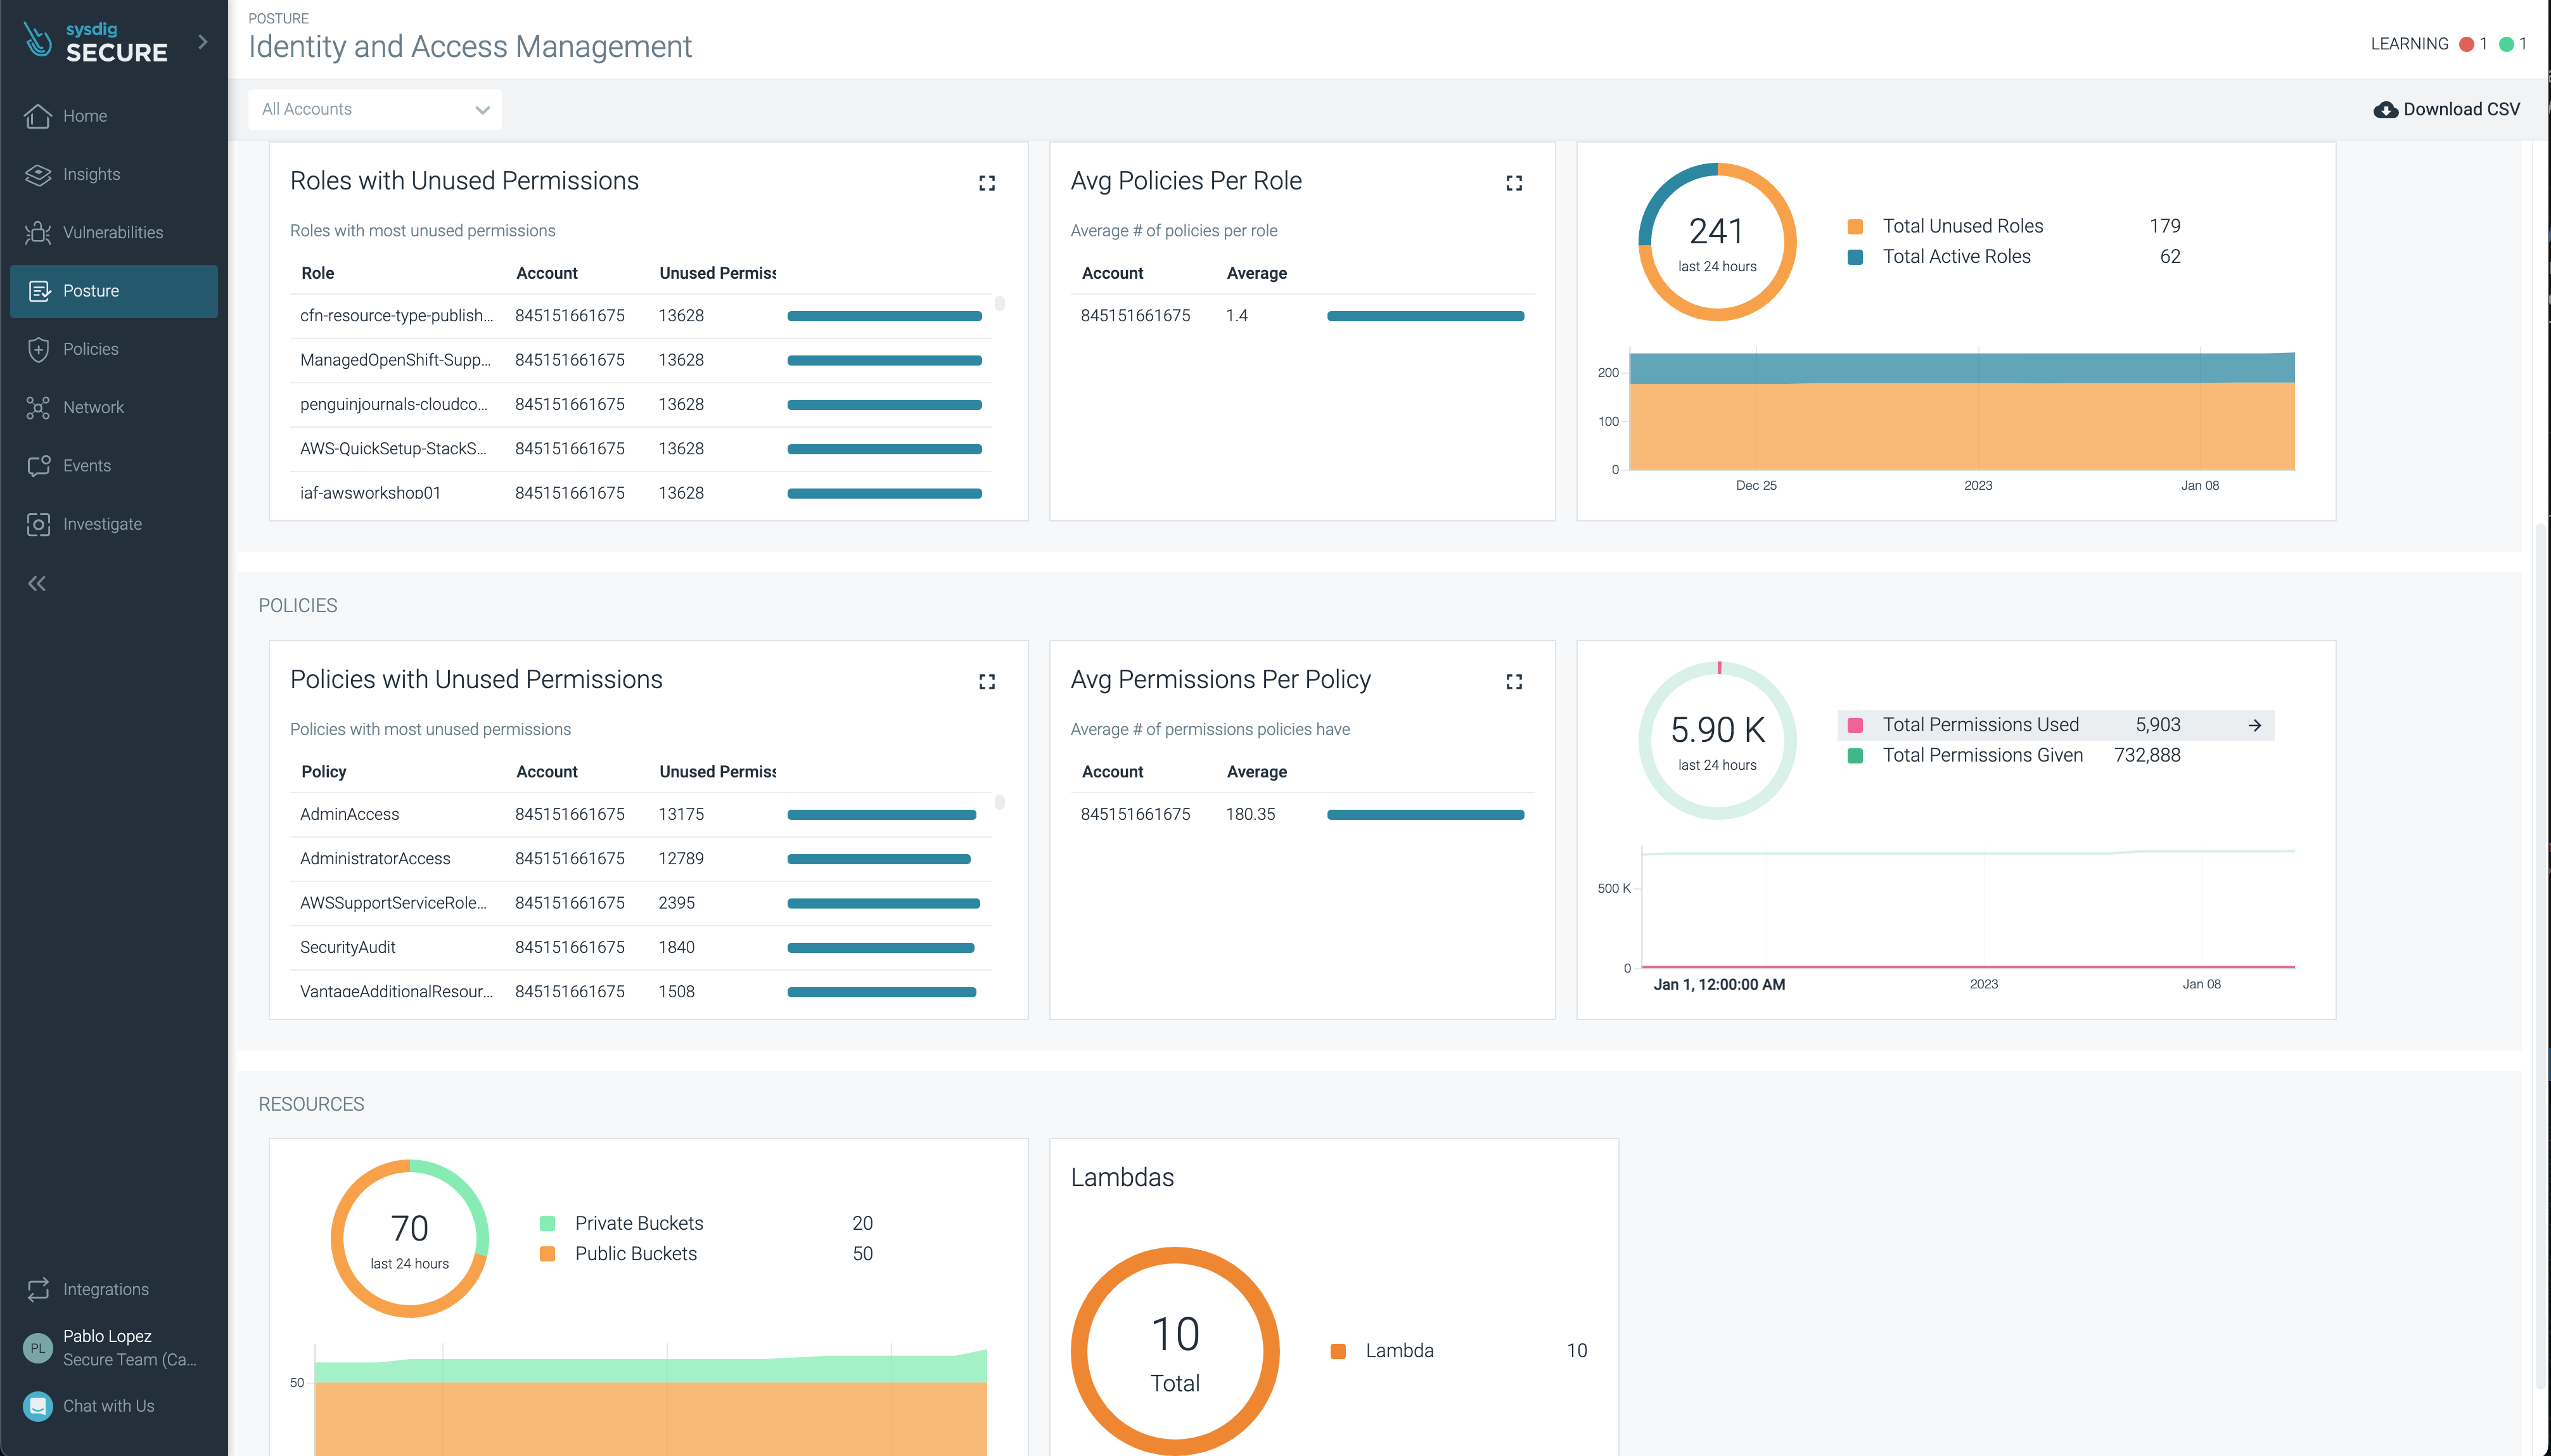 sysdig
SECURE
Home
Insights
Vulnerabilities
Posture
Policies
Network
Events
Investigate
Integrations
PL
Pablo Lopez
Secure Team (Ca...
Chat with Us
POSTURE
Identity and Access Management
LEARNING 1 1
All Accounts
Download CSV
Roles with Unused Permissions
Roles with most unused permissions
Role Account Unused Permiss
cfn-resource-type-publish... 845151661675 13628
ManagedOpenShift-Supp... 845151661675 13628
penguinjournals-cloudco... 845151661675 13628
AWS-QuickSetup-StackS... 845151661675 13628
iaf-awsworkshop01 845151661675 13628
Avg Policies Per Role
Average # of policies per role
Account Average
845151661675 1.4
241
last 24 hours
Total Unused Roles 179
Total Active Roles 62
200
100
0
Dec 25 2023 Jan 08
POLICIES
Policies with Unused Permissions
Policies with most unused permissions
Policy Account Unused Permiss
AdminAccess 845151661675 13175
AdministratorAccess 845151661675 12789
AWSSupportServiceRole... 845151661675 2395
SecurityAudit 845151661675 1840
VantageAdditionalResour... 845151661675 1508
Avg Permissions Per Policy
Average # of permissions policies have
Account Average
845151661675 180.35
5.90 K
last 24 hours
Total Permissions Used 5,903
Total Permissions Given 732,888
500 K
0
Jan 1, 12:00:00 AM 2023 Jan 08
RESOURCES
70
last 24 hours
Private Buckets 20
Public Buckets 50
50
Lambdas
10
Total
Lambda 10